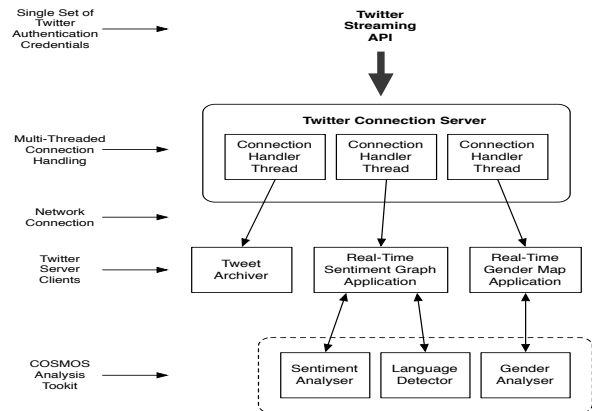 Single Set of
Twitter
Authentication
Credentials
Twitter
Streaming
API
Twitter Connection Server
Multi-Threaded
Connection
Handling
Connection
Handler
Thread
Connection
Handler
Thread
Connection
Handler
Thread
Network
Connection
Twitter
Server
Clients
Tweet
Archiver
Real-Time
Sentiment Graph
Application
Real-Time
Gender Map
Application
COSMOS
Analysis
Tookit
Sentiment
Analyser
Language
Detector
Gender
Analyser